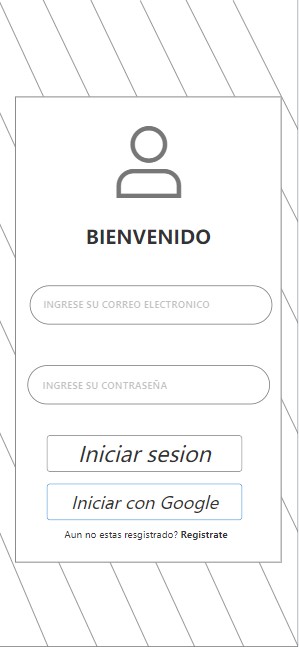 BIENVENIDO
INGRESE SU CORREO ELECTRONICO
INGRESE SU CONTRASEÑA
Iniciar sesion
Iniciar con Google
Aun no estas resgistrado? Registrate